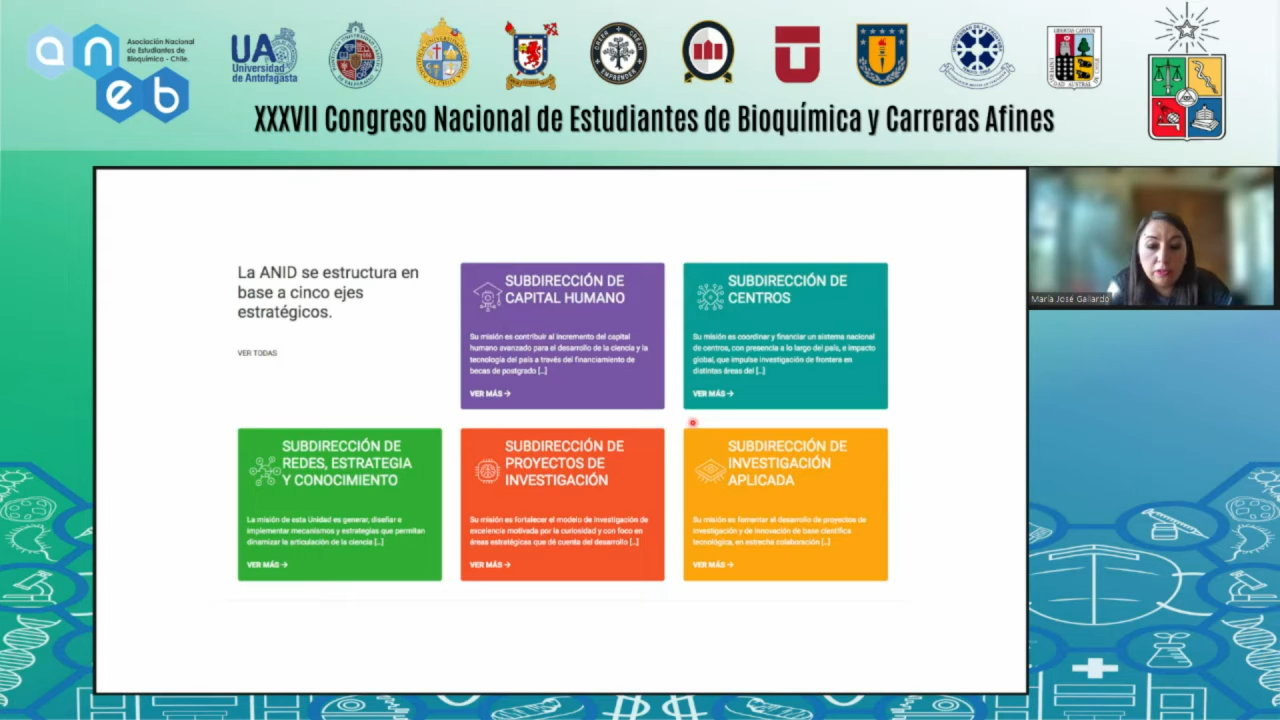 an
eb
Asociación Nacional
de Estudiantes de
Bioquímica - Chile.
UA
Universidad
de Antofagasta
CREER + CREAR
EMPRENDER
XXXVII Congreso Nacional de Estudiantes de Bioquímica y Carreras Afines
La ANID se estructura en
base a cinco ejes
estratégicos.
VER TODAS
SUBDIRECCIÓN DE
CAPITAL HUMANO
Su misión es contribuir al incremento del capital
humano avanzado para el desarrollo de la ciencia y la
tecnología del país a través del financiamiento de
becas de postgrado [...]
VER MÁS →
SUBDIRECCIÓN DE
CENTROS
Su misión es coordinar y financiar un sistema nacional
de centros, con presencia a lo largo del país, e impacto
global, que impulse investigación de frontera en
distintas áreas del [...]
VER MÁS →
SUBDIRECCIÓN DE
REDES, ESTRATEGIA
Y CONOCIMIENTO
La misión de esta Unidad es generar, diseñar e
implementar mecanismos y estrategias que permitan
dinamizar la articulación de la ciencia [...]
VER MÁS →
SUBDIRECCIÓN DE
PROYECTOS DE
INVESTIGACIÓN
Su misión es fortalecer el modelo de investigación de
excelencia motivada por la curiosidad y con foco en
áreas estratégicas que dé cuenta del desarrollo [...]
VER MÁS →
SUBDIRECCIÓN DE
INVESTIGACIÓN
APLICADA
Su misión es fomentar el desarrollo de proyectos de
investigación y de innovación de base científica
tecnológica, en estrecha colaboración [...]
VER MÁS →
María José Gallardo